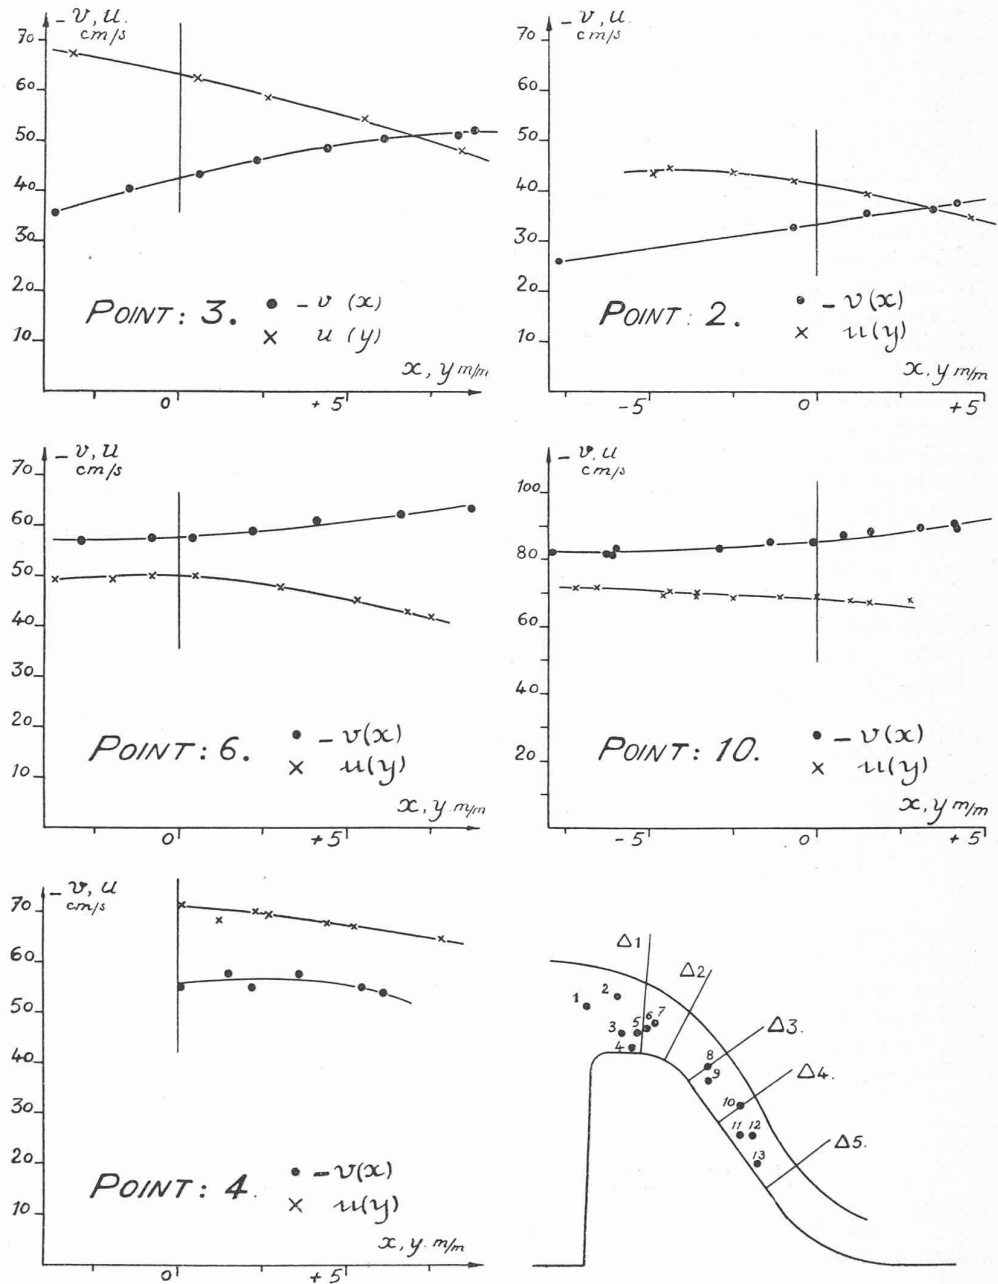 – v, u.
cm/s
70
60
50
40
30
20
10
POINT: 3.
● – v (x)
× u (y)
x, y m/m
0 +5
– v, u.
cm/s
70
60
50
40
30
20
10
POINT: 2.
● – v(x)
× u(y)
x, y m/m
-5 0 +5
– v, u
cm/s
70
60
50
40
30
20
10
POINT: 6.
● – v(x)
× u(y)
x, y. m/m
0 +5
– v, u
cm/s
100
80
60
40
20
POINT: 10.
● – v(x)
× u(y)
x, y m/m
-5 0 +5
– v, u
cm/s
70
60
50
40
30
20
10
POINT: 4.
● – v(x)
× u(y)
x, y. m/m
0 +5
Δ1
Δ2
Δ3.
Δ4.
Δ5.
1
2
3
4
5
6
7
8
9
10
11
12
13